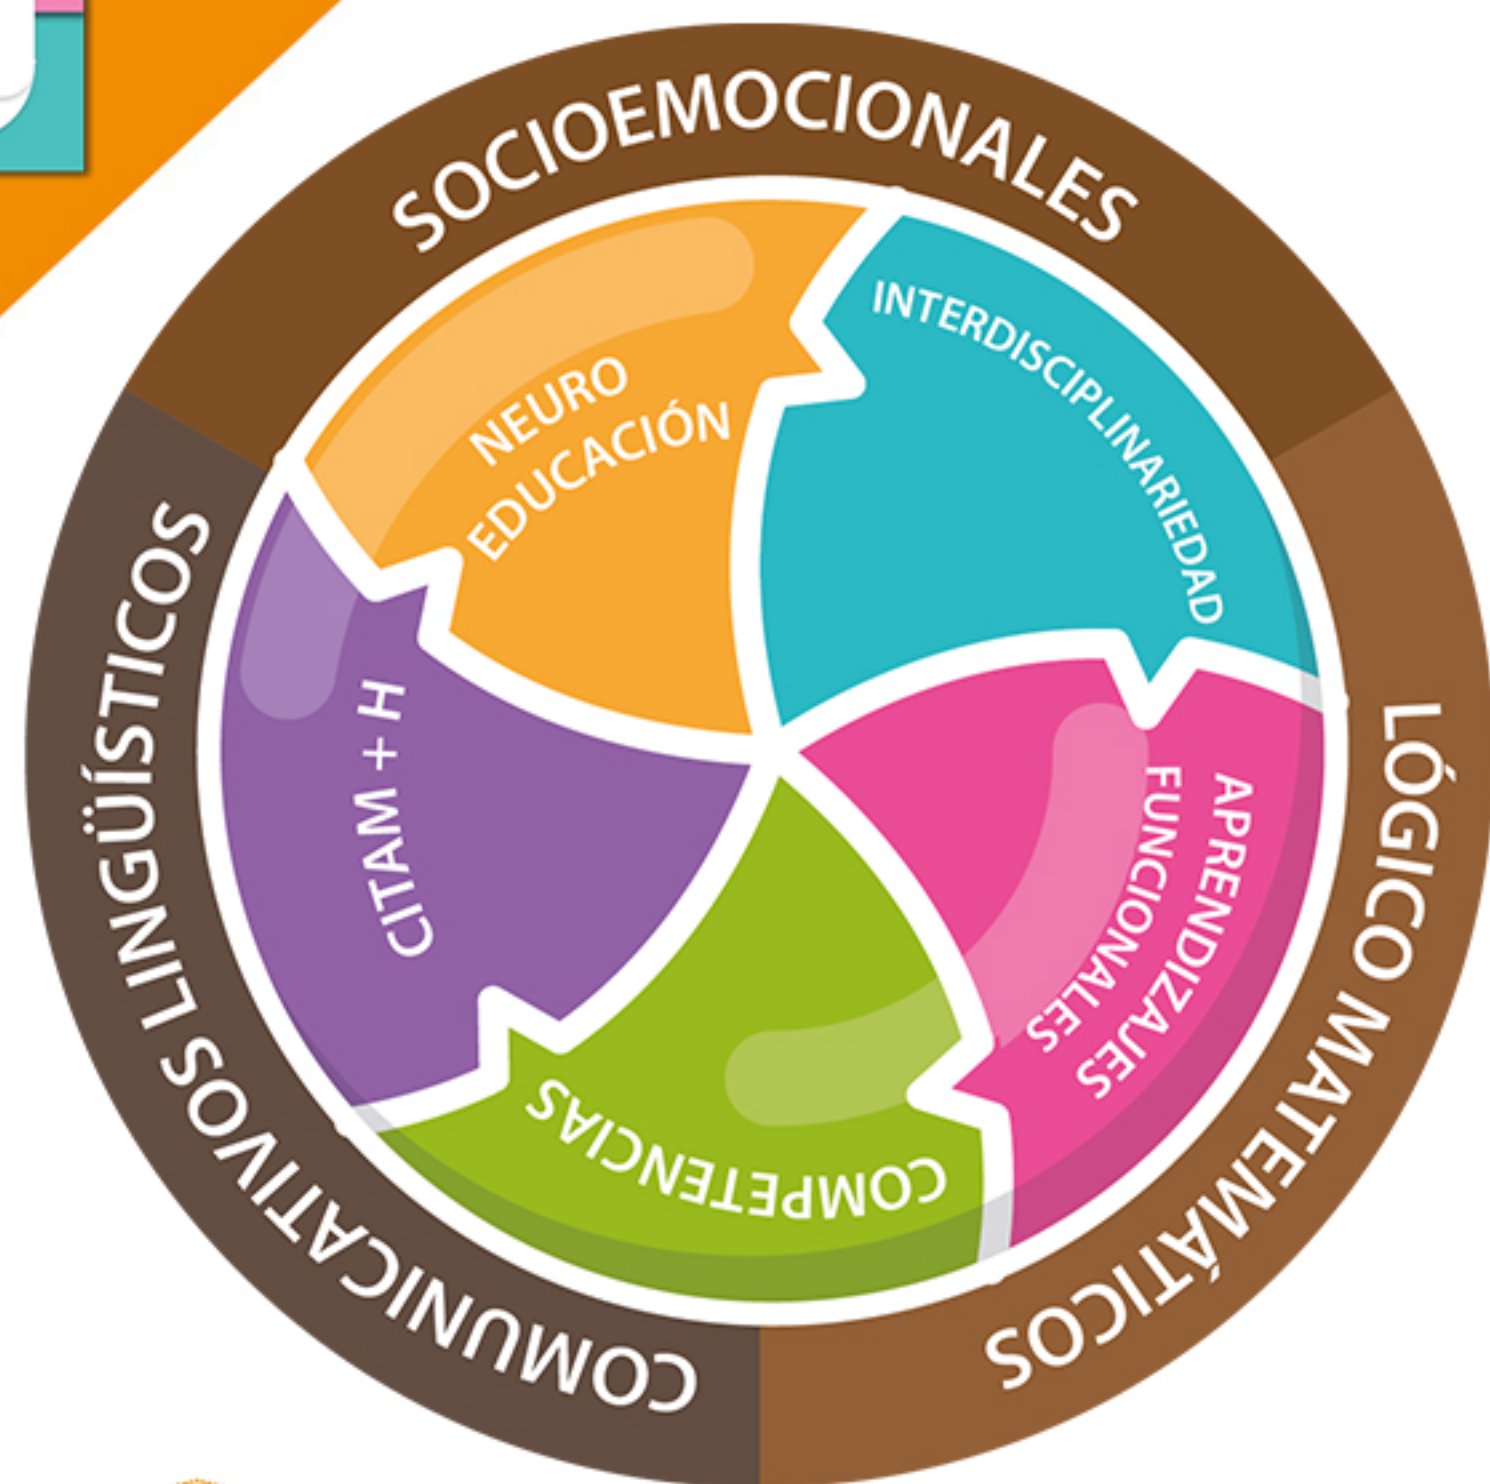 SOCIOEMOCIONALES
LÓGICO MATEMÁTICOS
COMUNICATIVOS LINGÜÍSTICOS
NEURO
EDUCACIÓN
INTERDISCIPLINARIEDAD
APRENDIZAJES
FUNCIONALES
COMPETENCIAS
CITAM + H